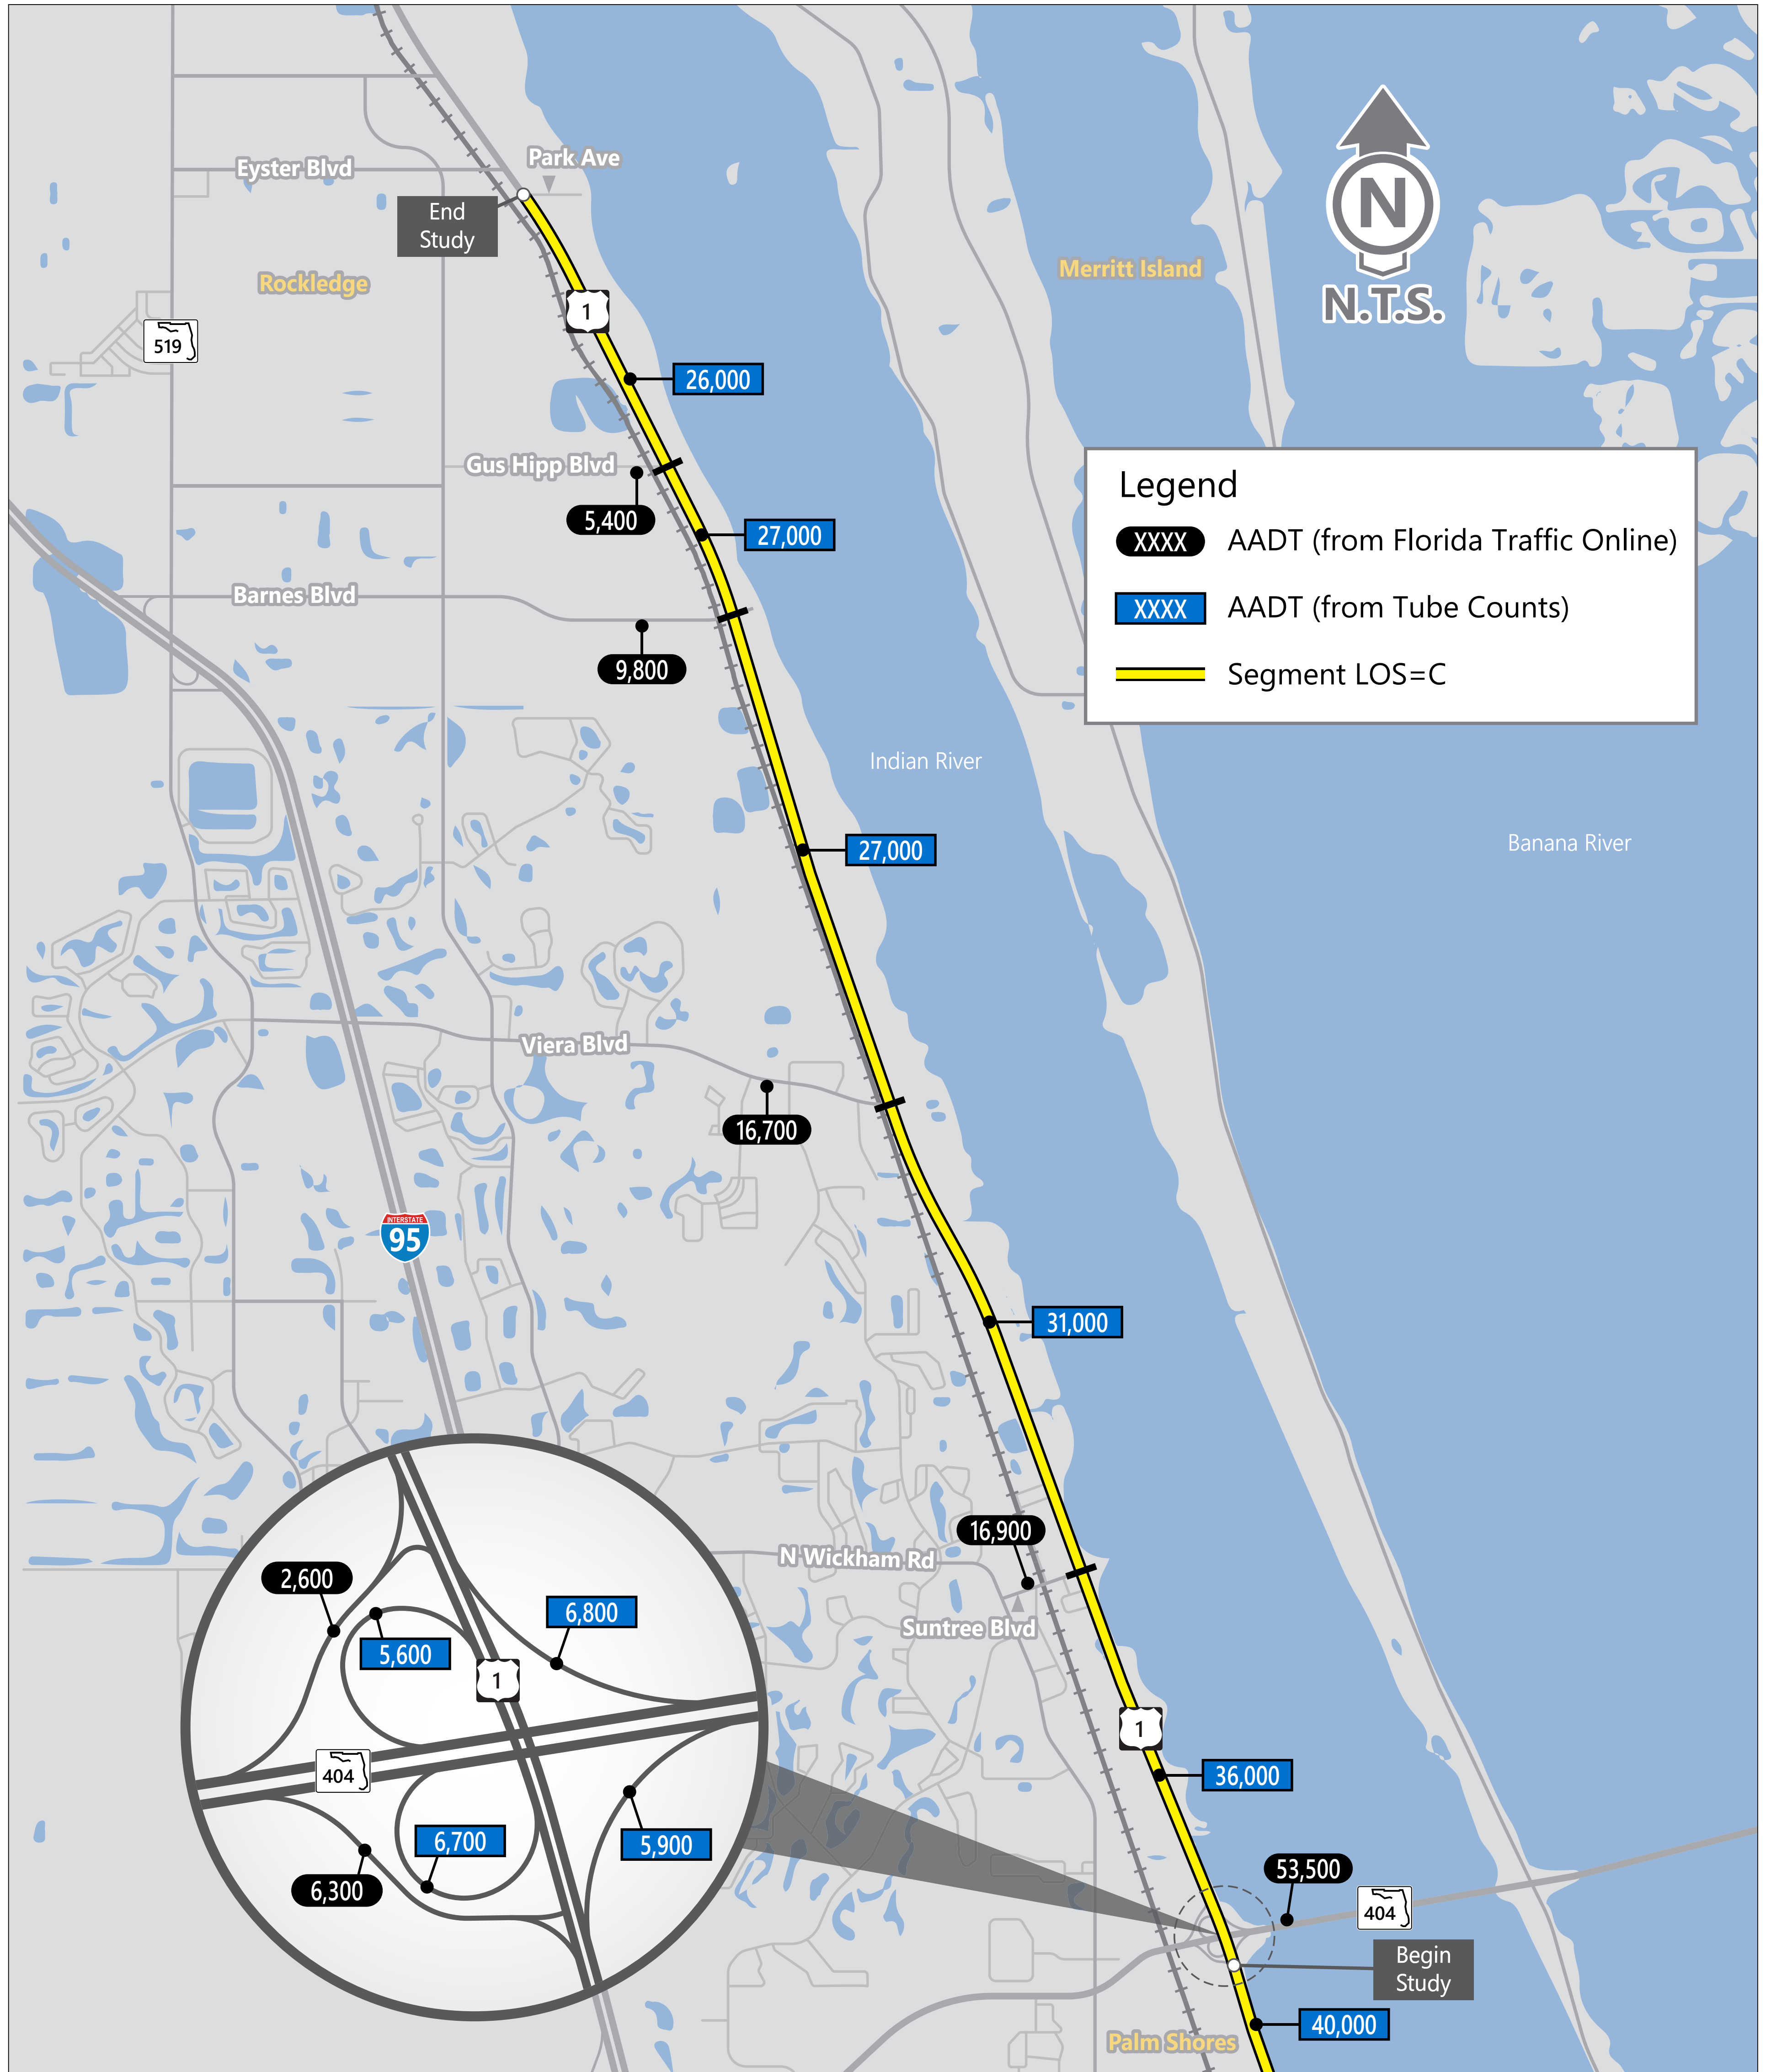 Park Ave
Eyster Blvd
End
Study
N
Rockledge
Merritt Island
N.T.S.
1
519
26,000
Gus Hipp Blvd
5,400
27,000
Legend
XXXX AADT (from Florida Traffic Online)
XXXX AADT (from Tube Counts)
Segment LOS=C
Barnes Blvd
9,800
Indian River
Banana River
27,000
Viera Blvd
16,700
INTERSTATE
95
31,000
16,900
N Wickham Rd
Suntree Blvd
2,600
6,800
5,600
1
1
404
36,000
6,700
5,900
6,300
53,500
404
Begin
Study
40,000
Palm Shores